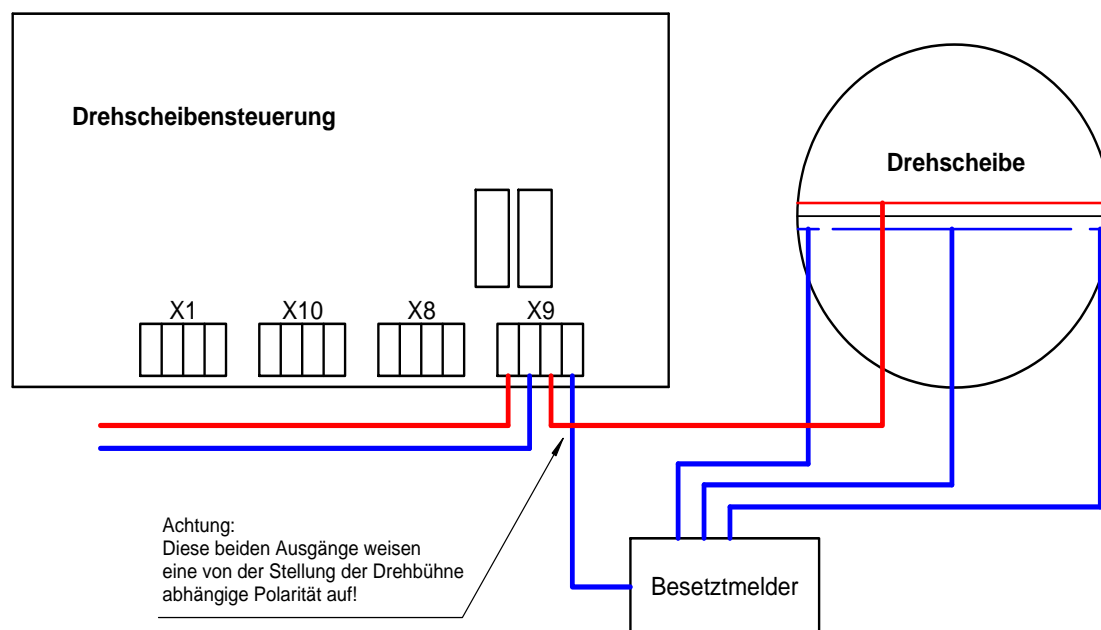 Drehscheibensteuerung
Drehscheibe
X1
X10
X8
X9
Achtung:
Diese beiden Ausgänge weisen
eine von der Stellung der Drehbühne
abhängige Polarität auf!
Besetztmelder